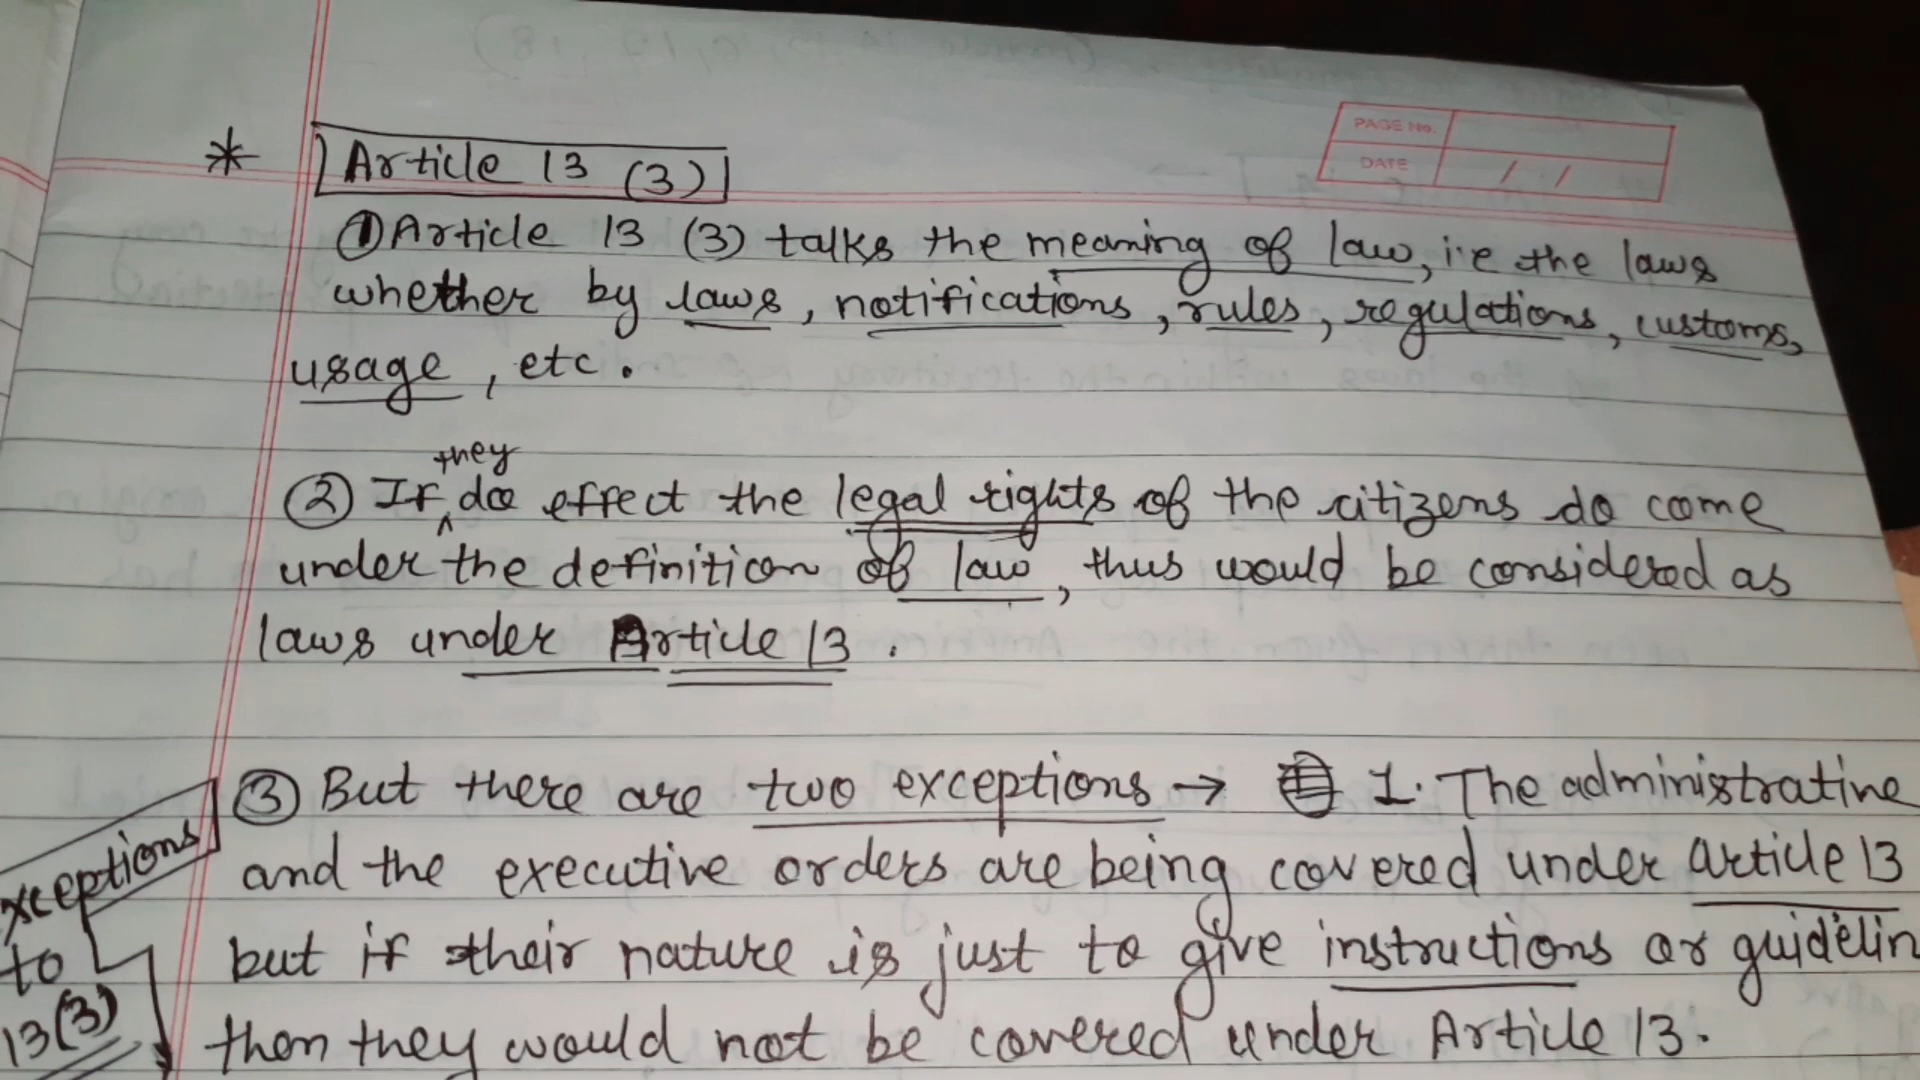 PAGE No.
DATE / /
* Article 13 (3)
① Article 13 (3) talks the meaning of law, i.e the laws
whether by laws, notifications, rules, regulations, customs,
usage, etc.
they
② If ^ do effect the legal rights of the citizens do come
under the definition of law, thus would be considered as
laws under Article 13.
③ But there are two exceptions → 1. The administrative
and the executive orders are being covered under article 13
but if their nature is just to give instructions or guidelin
then they would not be covered under Article 13.
xceptions
to
13(3)